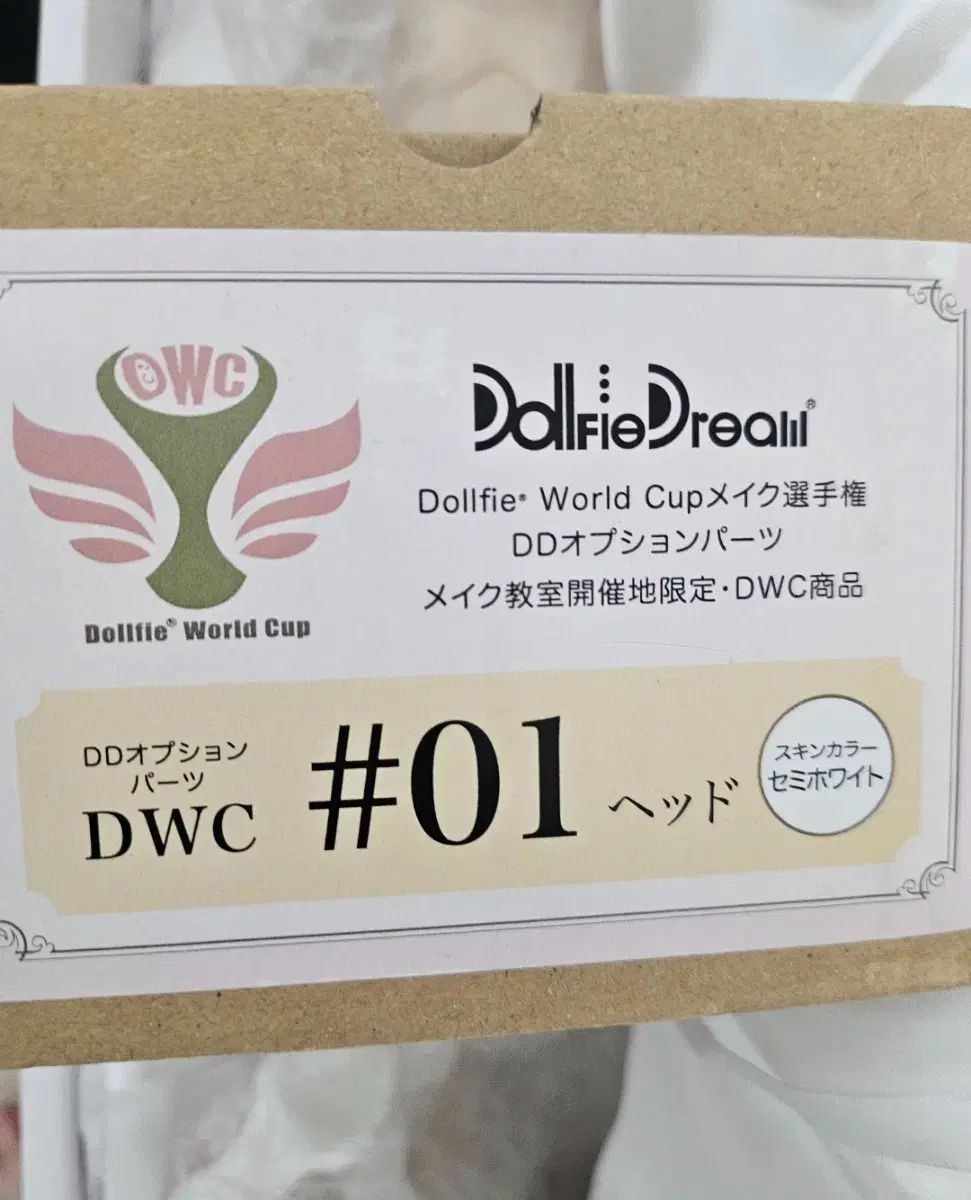 DWC
Dollfie® World Cup
DollfieDream®
Dollfie® World Cupメイク選手権
DDオプションパーツ
メイク教室開催地限定・DWC商品
DDオプション
パーツ
DWC
#01 ヘッド
スキンカラー
セミホワイト